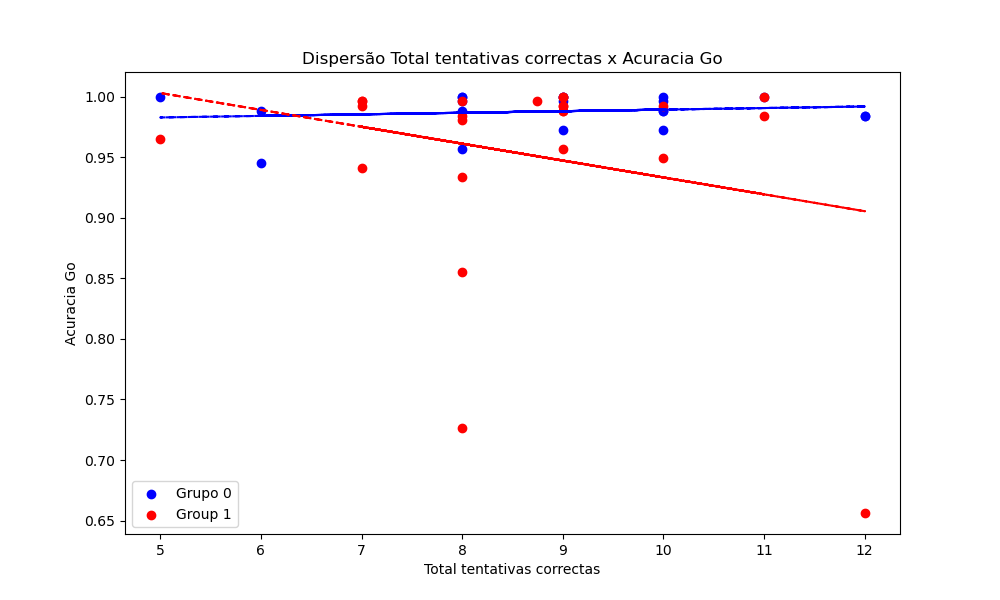 Dispersão Total tentativas correctas x Acuracia Go
Acuracia Go
1.00
0.95
0.90
0.85
0.80
0.75
0.70
0.65
Grupo 0
Group 1
5 6 7 8 9 10 11 12
Total tentativas correctas